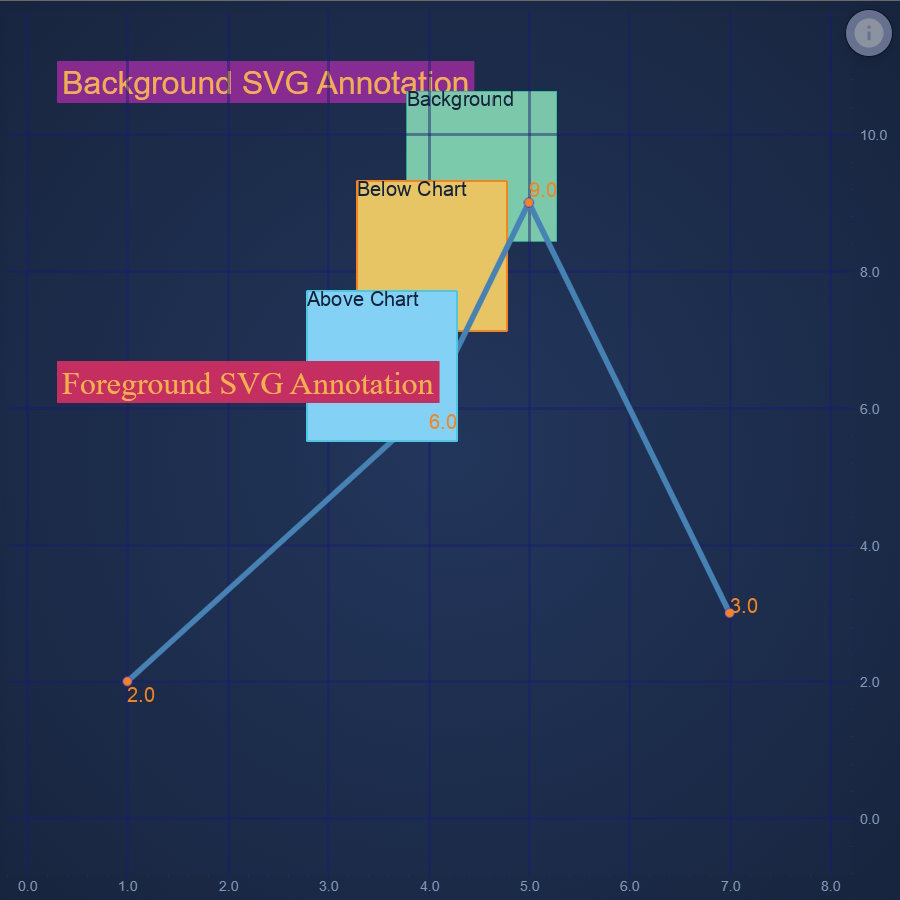 Background SVG Annotation
Background
10.0
Below Chart
9.0
8.0
Above Chart
Foreground SVG Annotation
6.0
6.0
4.0
3.0
2.0
2.0
0.0
0.0 1.0 2.0 3.0 4.0 5.0 6.0 7.0 8.0